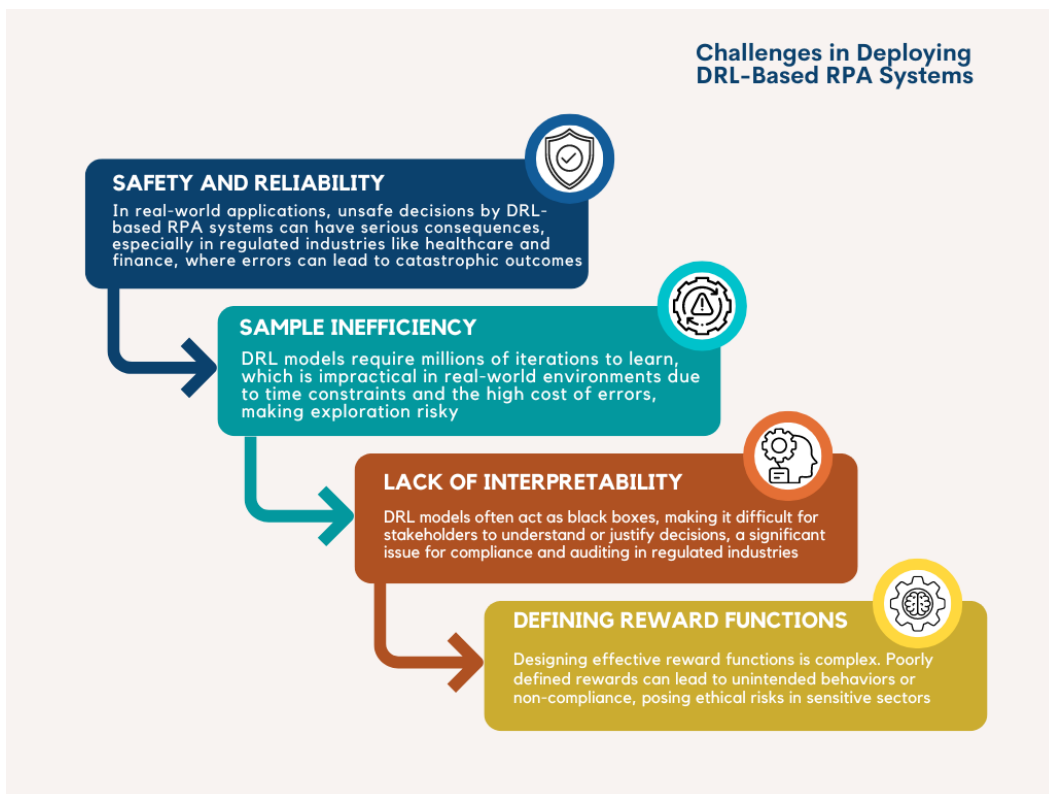 Challenges in Deploying
DRL-Based RPA Systems
SAFETY AND RELIABILITY
In real-world applications, unsafe decisions by DRL-
based RPA systems can have serious consequences,
especially in regulated industries like healthcare and
finance, where errors can lead to catastrophic outcomes
SAMPLE INEFFICIENCY
DRL models require millions of iterations to learn,
which is impractical in real-world environments due
to time constraints and the high cost of errors,
making exploration risky
LACK OF INTERPRETABILITY
DRL models often act as black boxes, making it difficult for
stakeholders to understand or justify decisions, a significant
issue for compliance and auditing in regulated industries
DEFINING REWARD FUNCTIONS
Designing effective reward functions is complex. Poorly
defined rewards can lead to unintended behaviors or
non-compliance, posing ethical risks in sensitive sectors